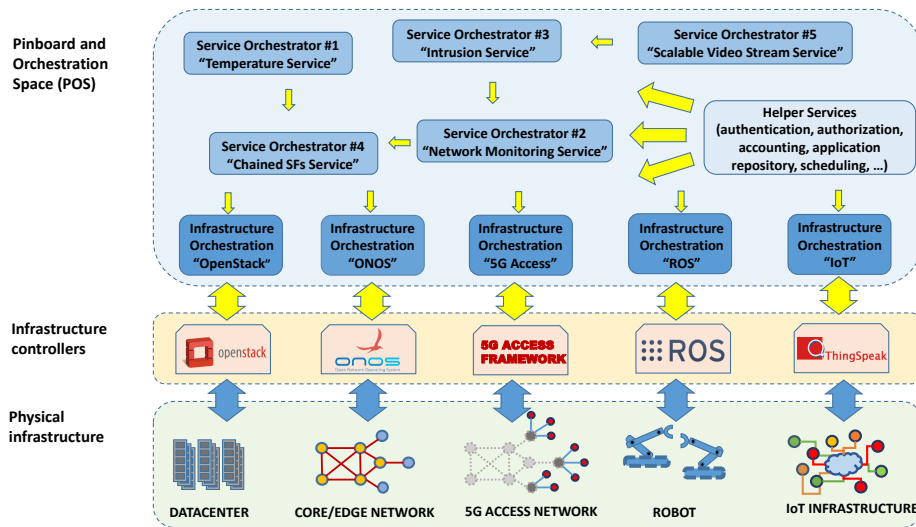 Pinboard and
Orchestration
Space (POS)
Service Orchestrator #1
“Temperature Service”
Service Orchestrator #3
“Intrusion Service”
Service Orchestrator #5
“Scalable Video Stream Service”
Service Orchestrator #4
“Chained SFs Service”
Service Orchestrator #2
“Network Monitoring Service”
Helper Services
(authentication, authorization,
accounting, application
repository, scheduling, …)
Infrastructure
Orchestration
“OpenStack“
Infrastructure
Orchestration
“ONOS”
Infrastructure
Orchestration
“5G Access”
Infrastructure
Orchestration
“ROS”
Infrastructure
Orchestration
“IoT”
Infrastructure
controllers
openstack
onos
Open Network Operating System
5G ACCESS
FRAMEWORK
ROS
ThingSpeak
Physical
infrastructure
DATACENTER
CORE/EDGE NETWORK
5G ACCESS NETWORK
ROBOT
IoT INFRASTRUCTURE